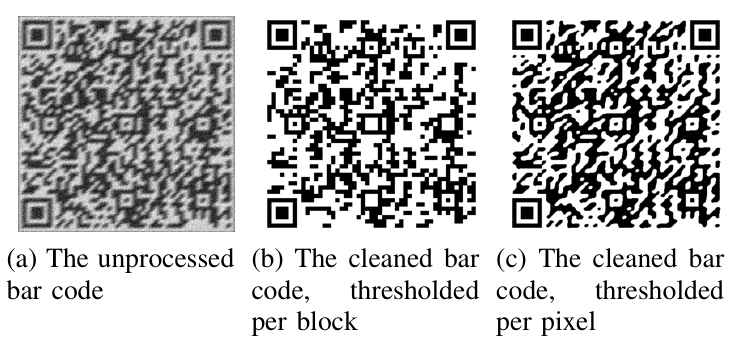 (a) The unprocessed
bar code
(b) The cleaned bar
code, thresholded
per block
(c) The cleaned bar
code, thresholded
per pixel